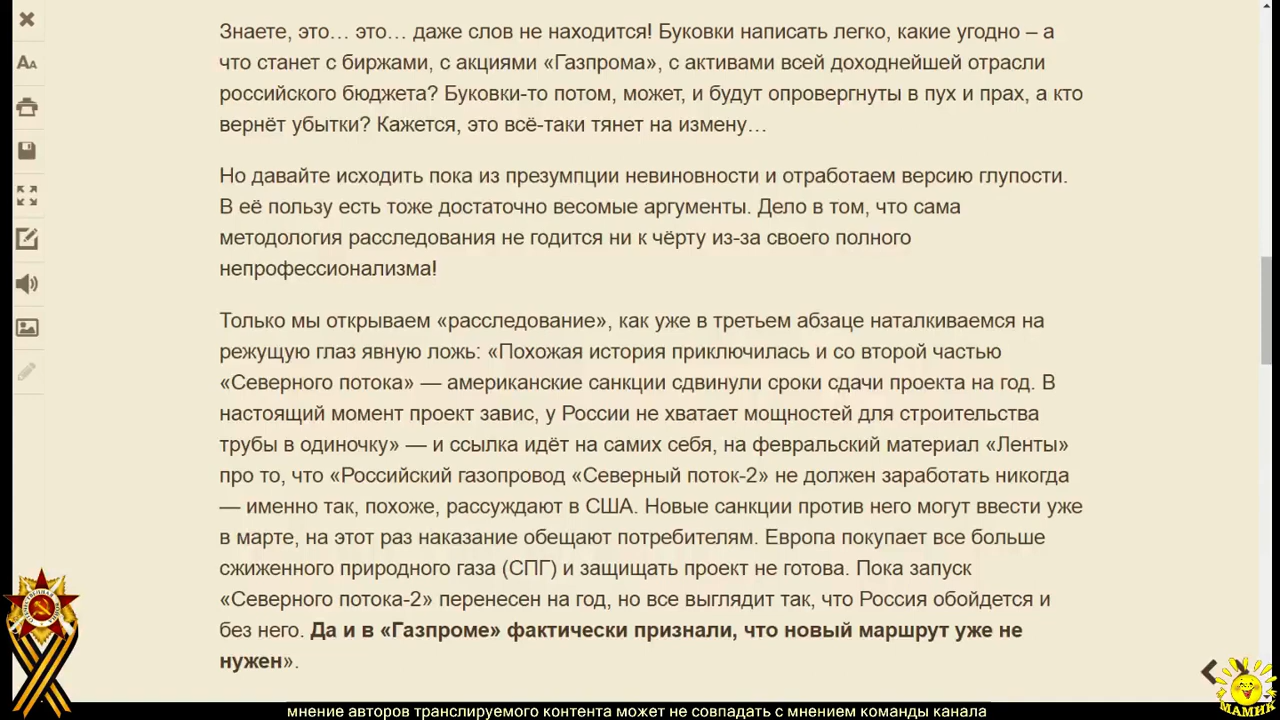 Знаете, это… это… даже слов не находится! Буковки написать легко, какие угодно – а
что станет с биржами, с акциями «Газпрома», с активами всей доходнейшей отрасли
российского бюджета? Буковки-то потом, может, и будут опровергнуты в пух и прах, а кто
вернёт убытки? Кажется, это всё-таки тянет на измену…
Но давайте исходить пока из презумпции невиновности и отработаем версию глупости.
В её пользу есть тоже достаточно весомые аргументы. Дело в том, что сама
методология расследования не годится ни к чёрту из-за своего полного
непрофессионализма!
Только мы открываем «расследование», как уже в третьем абзаце наталкиваемся на
режущую глаз явную ложь: «Похожая история приключилась и со второй частью
«Северного потока» — американские санкции сдвинули сроки сдачи проекта на год. В
настоящий момент проект завис, у России не хватает мощностей для строительства
трубы в одиночку» — и ссылка идёт на самих себя, на февральский материал «Ленты»
про то, что «Российский газопровод «Северный поток-2» не должен заработать никогда
— именно так, похоже, рассуждают в США. Новые санкции против него могут ввести уже
в марте, на этот раз наказание обещают потребителям. Европа покупает все больше
сжиженного природного газа (СПГ) и защищать проект не готова. Пока запуск
«Северного потока-2» перенесен на год, но все выглядит так, что Россия обойдется и
без него. Да и в «Газпроме» фактически признали, что новый маршрут уже не
нужен».
МАМИК
мнение авторов транслируемого контента может не совпадать с мнением команды канала